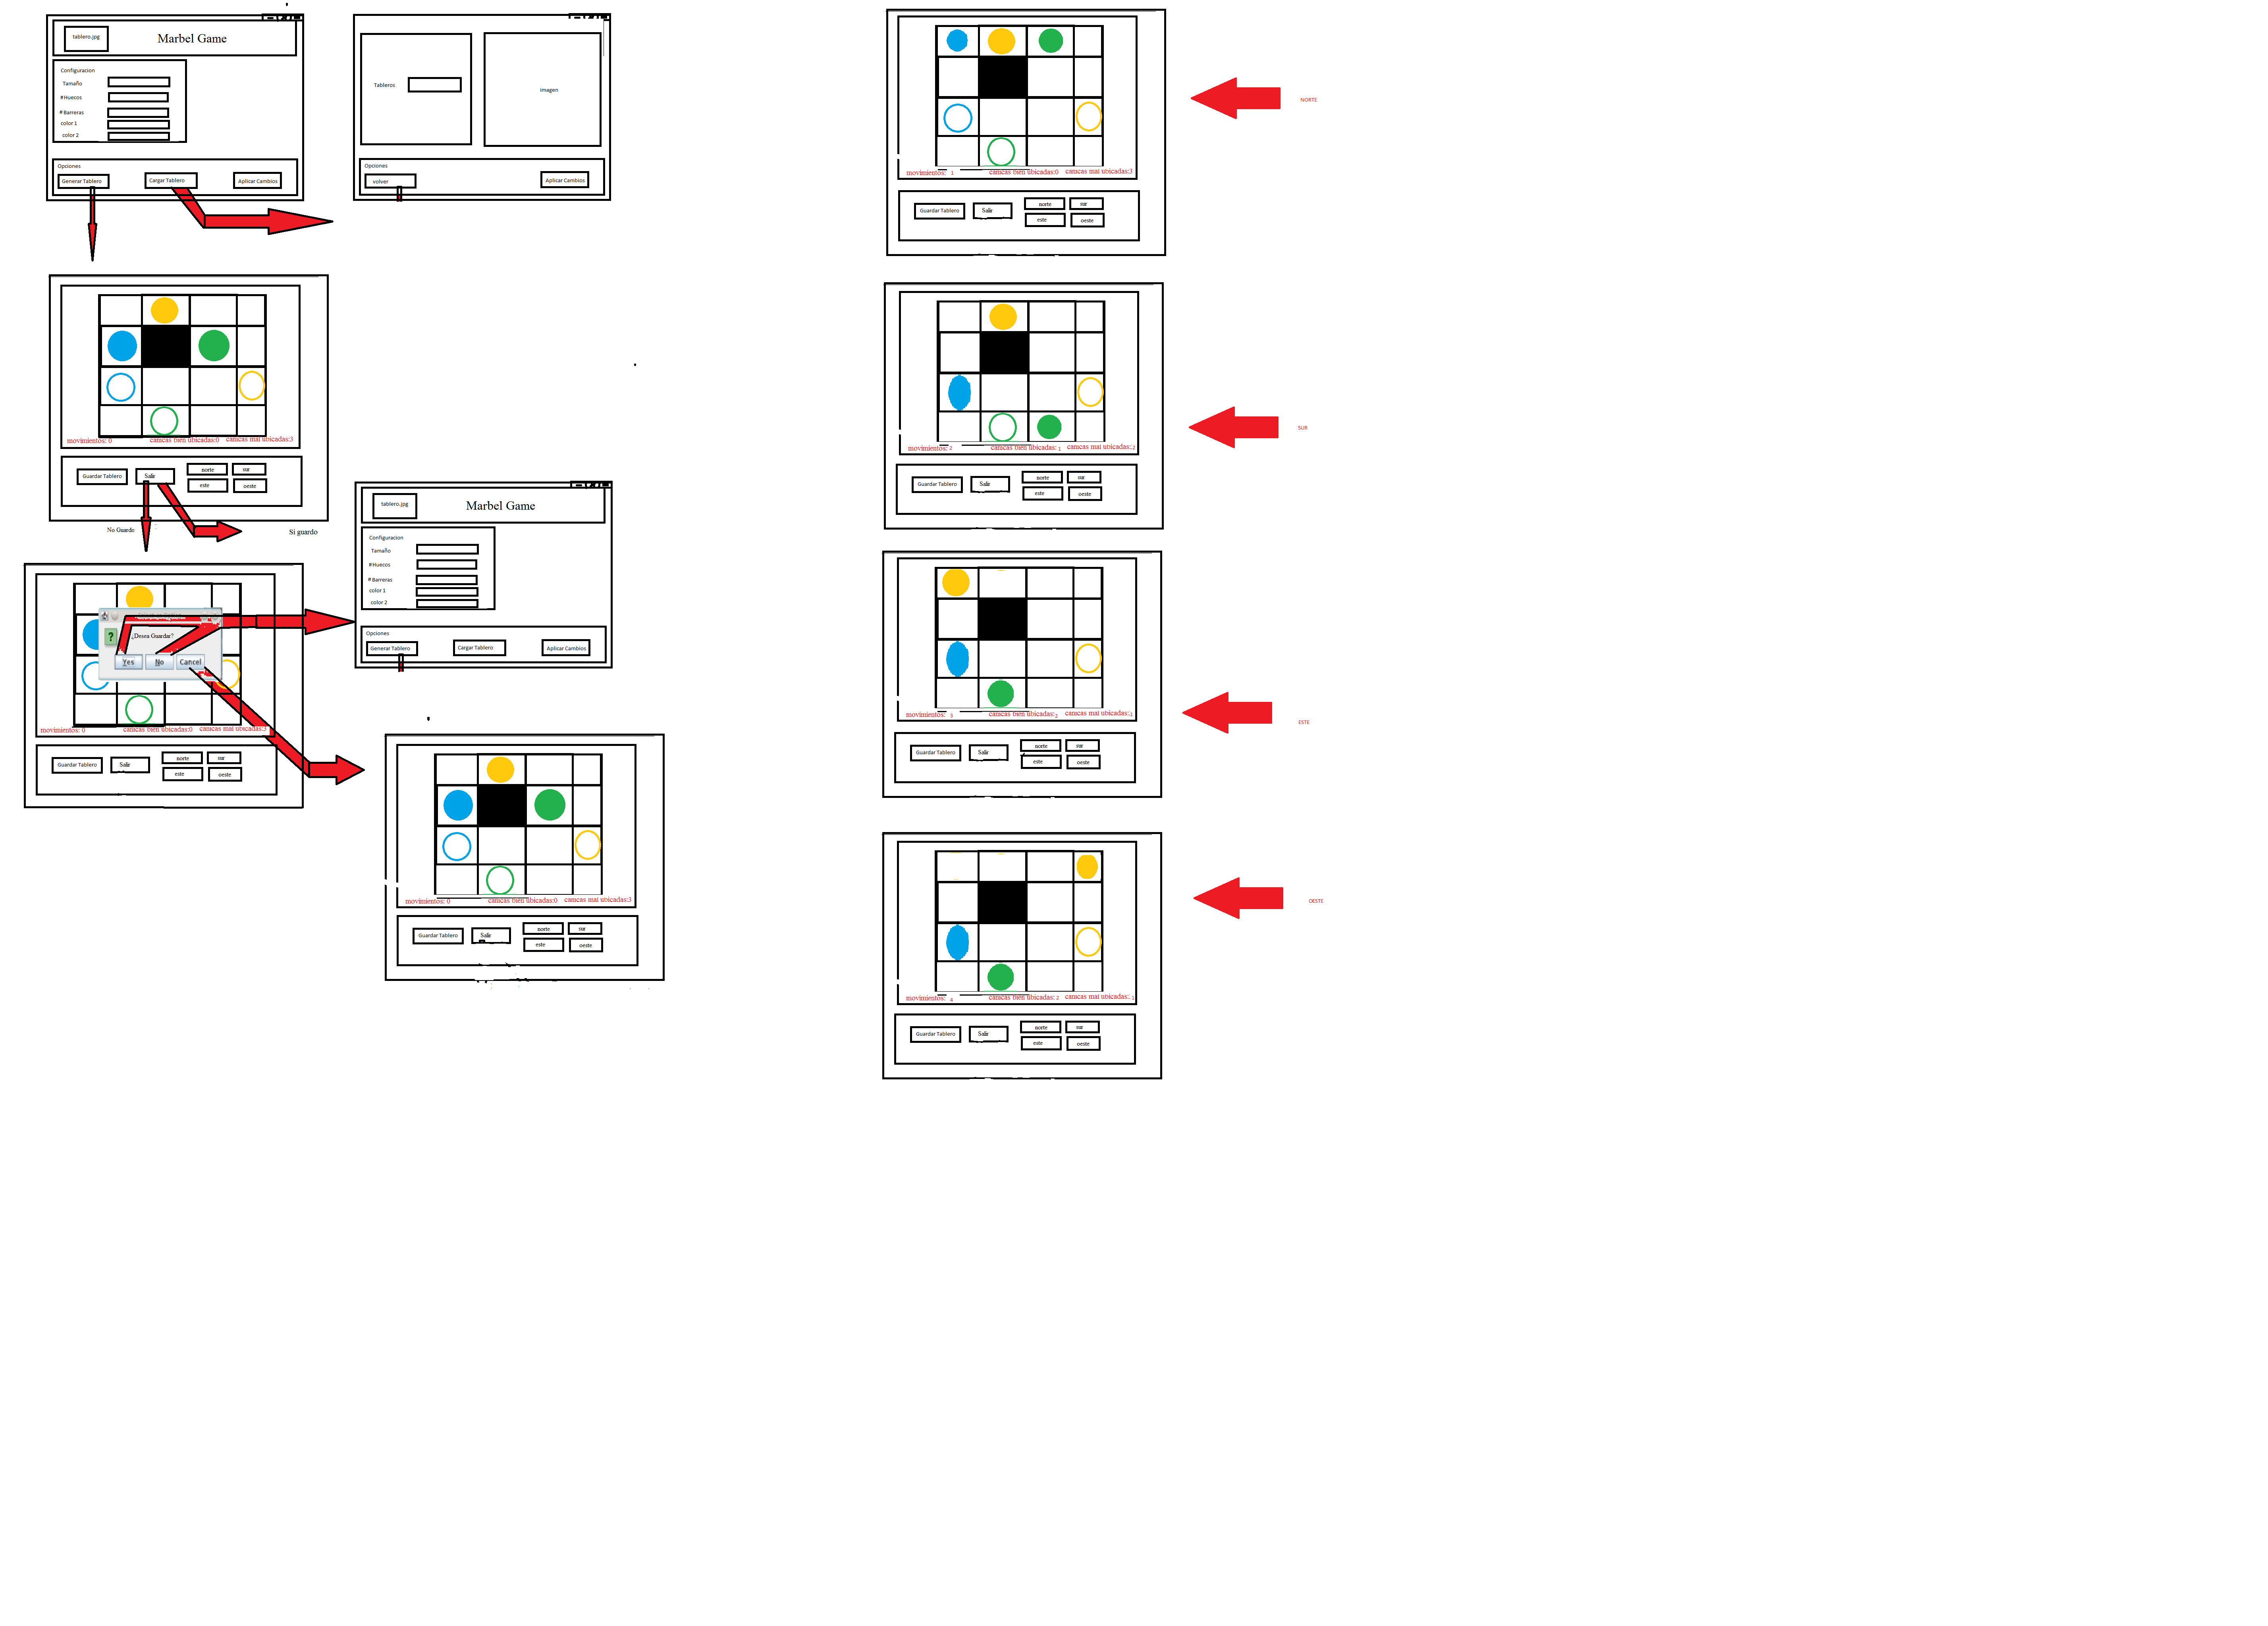 tablero.jpg
Marbel Game
Configuracion
Tamaño
#Huecos
#Barreras
color 1
color 2
Opciones
Generar Tablero
Cargar Tablero
Aplicar Cambios
Tableros
imagen
Opciones
volver
Aplicar Cambios
movimientos: 0
canicas bien ubicadas:0
canicas mal ubicadas:3
Guardar Tablero
Salir
norte
sur
este
oeste
No Guardo
Si guardo
¿Desea Guardar?
Yes
No
Cancel
movimientos: 0
canicas bien ubicadas:0
canicas mal ubicadas:3
Guardar Tablero
Salir
norte
sur
este
oeste
tablero.jpg
Marbel Game
Configuracion
Tamaño
#Huecos
#Barreras
color 1
color 2
Opciones
Generar Tablero
Cargar Tablero
Aplicar Cambios
movimientos: 0
canicas bien ubicadas:0
canicas mal ubicadas:3
Guardar Tablero
Salir
norte
sur
este
oeste
movimientos: 1
canicas bien ubicadas:0
canicas mal ubicadas:3
Guardar Tablero
Salir
norte
sur
este
oeste
NORTE
movimientos: 2
canicas bien ubicadas: 1
canicas mal ubicadas:2
Guardar Tablero
Salir
norte
sur
este
oeste
SUR
movimientos: 3
canicas bien ubicadas:2
canicas mal ubicadas:1
Guardar Tablero
Salir
norte
sur
este
oeste
ESTE
movimientos: 4
canicas bien ubicadas: 2
canicas mal ubicadas: 1
Guardar Tablero
Salir
norte
sur
este
oeste
OESTE